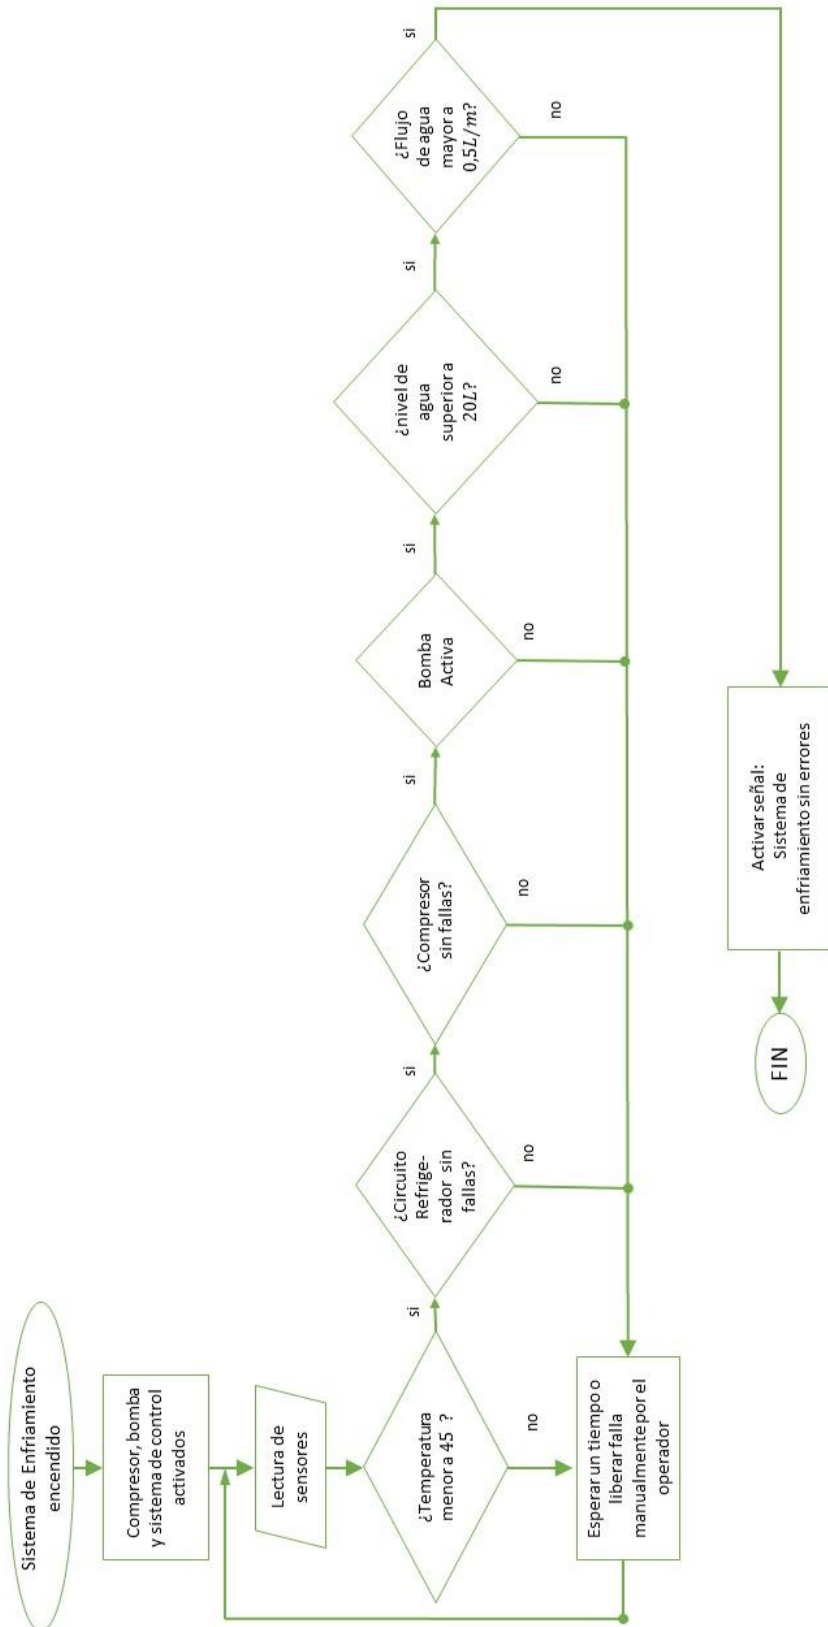 Sistema de Enfriamiento
encendido
Compresor, bomba
y sistema de control
activados
Lectura de
sensores
¿Temperatura
menor a 45 ?
si
no
¿Circuito
Refrige-
rador sin
fallas?
si
no
¿Compresor
sin fallas?
si
no
Bomba
Activa
si
no
¿nivel de
agua
superior a
20L?
si
no
¿Flujo
de agua
mayor a
0,5L/m?
si
no
Esperar un tiempo o
liberar falla
manualmente por el
operador
Activar señal:
Sistema de
enfriamiento sin errores
FIN